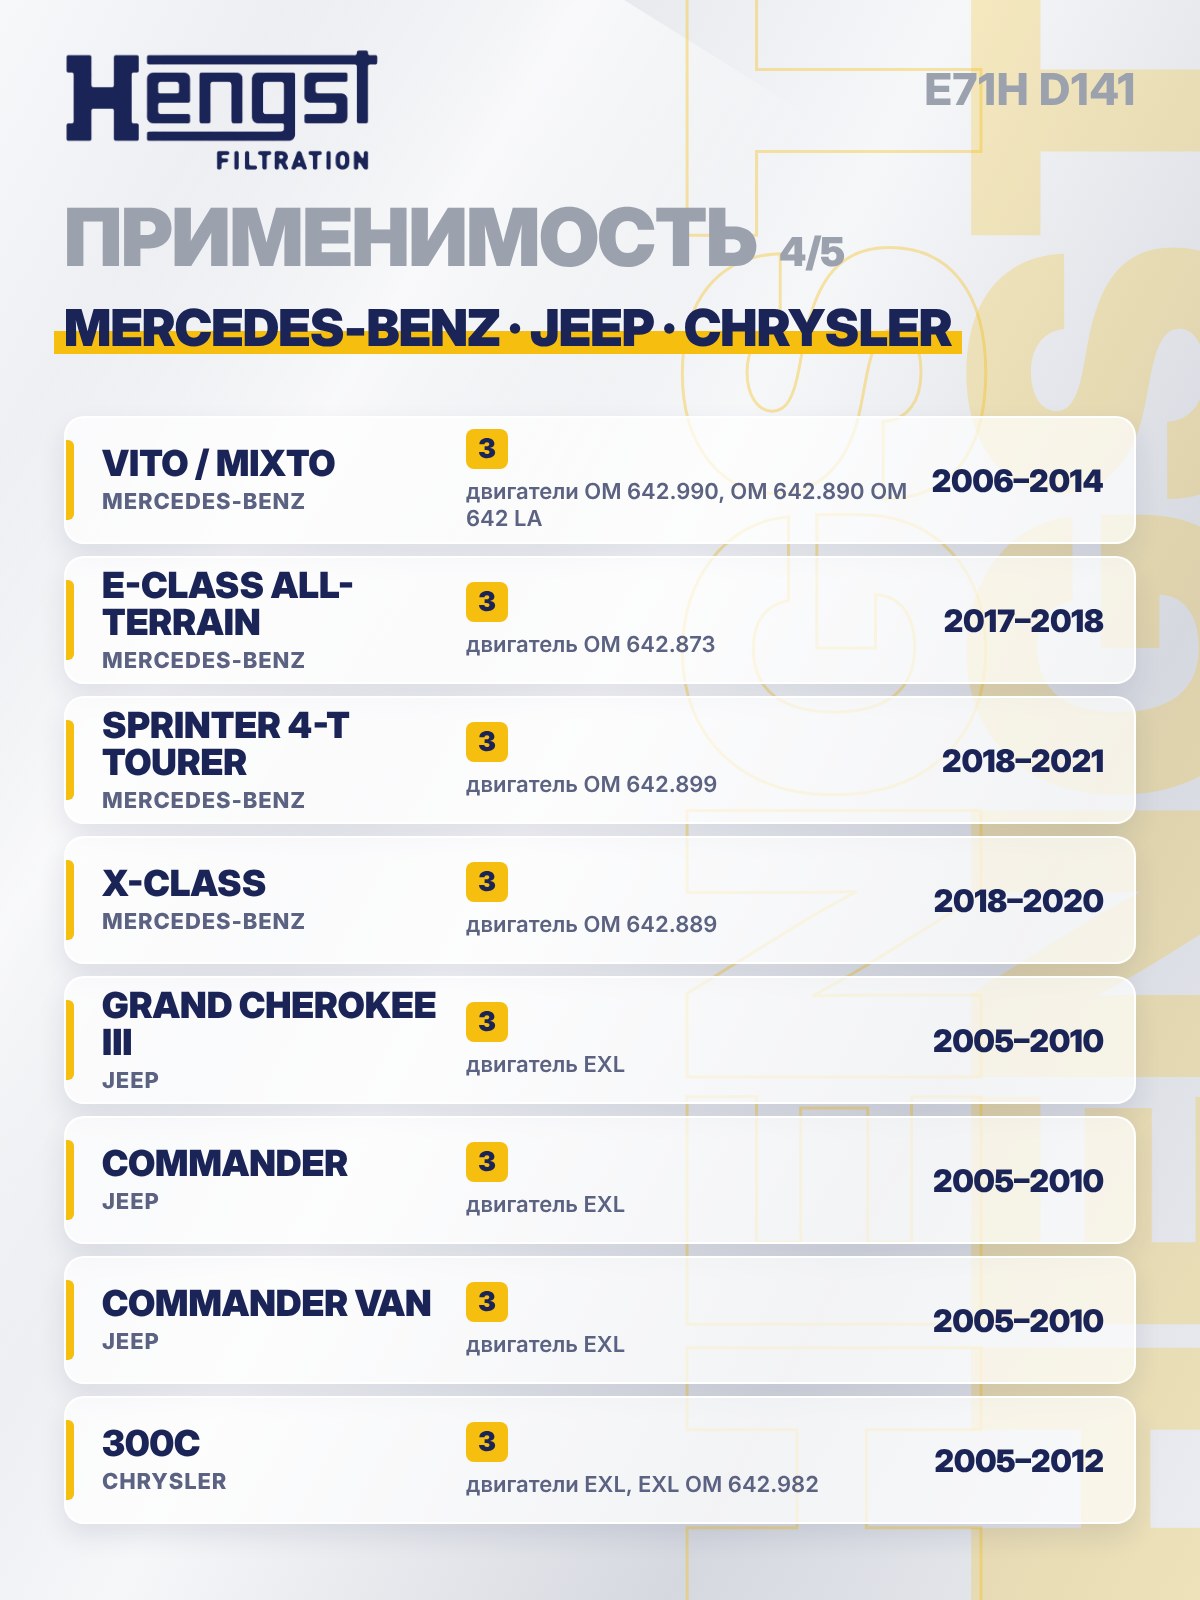 Hengst
FILTRATION
E71H D141
ПРИМЕНИМОСТЬ 4/5
MERCEDES-BENZ · JEEP · CHRYSLER
VITO / MIXTO
MERCEDES-BENZ
3
двигатели OM 642.990, OM 642.890 OM
642 LA
2006–2014
E-CLASS ALL-
TERRAIN
MERCEDES-BENZ
3
двигатель OM 642.873
2017–2018
SPRINTER 4-T
TOURER
MERCEDES-BENZ
3
двигатель OM 642.899
2018–2021
X-CLASS
MERCEDES-BENZ
3
двигатель OM 642.889
2018–2020
GRAND CHEROKEE
III
JEEP
3
двигатель EXL
2005–2010
COMMANDER
JEEP
3
двигатель EXL
2005–2010
COMMANDER VAN
JEEP
3
двигатель EXL
2005–2010
300C
CHRYSLER
3
двигатели EXL, EXL OM 642.982
2005–2012
HENGST
HENGST